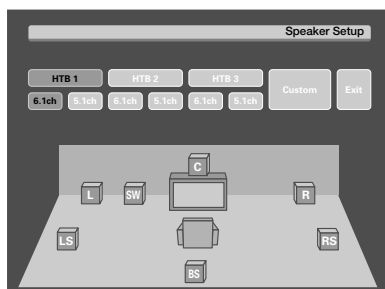 Speaker Setup
HTB 1 HTB 2 HTB 3 Custom Exit
6.1ch 5.1ch 6.1ch 5.1ch 6.1ch 5.1ch
C
L SW R
LS RS
BS